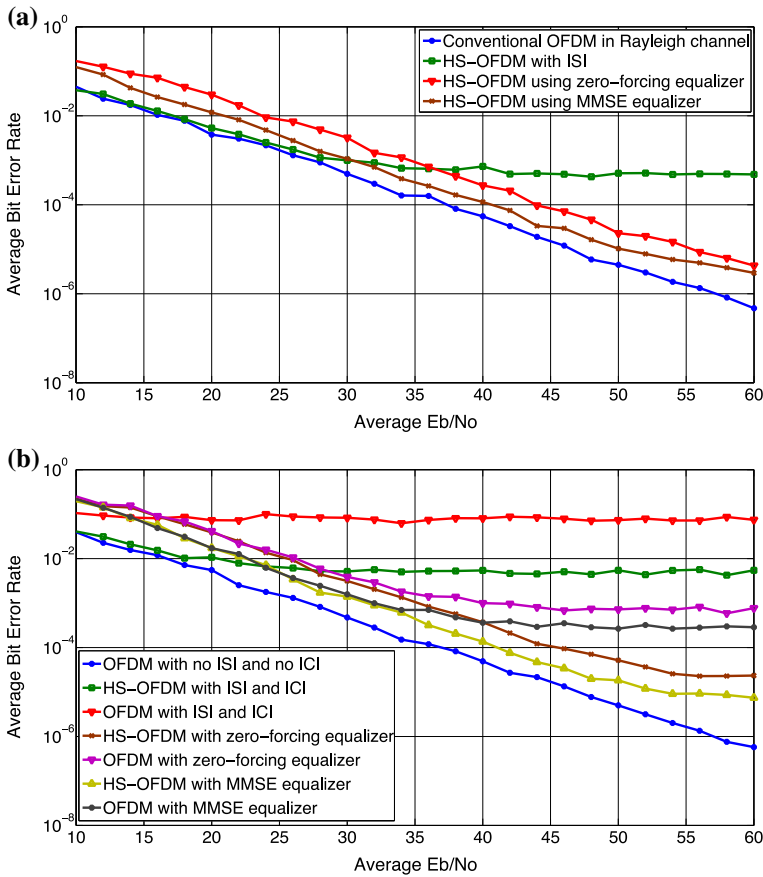 (a)
10^0
10^-2
10^-4
10^-6
10^-8
Average Bit Error Rate
Conventional OFDM in Rayleigh channel
HS-OFDM with ISI
HS-OFDM using zero-forcing equalizer
HS-OFDM using MMSE equalizer
10 15 20 25 30 35 40 45 50 55 60
Average Eb/No
(b)
10^0
10^-2
10^-4
10^-6
10^-8
Average Bit Error Rate
OFDM with no ISI and no ICI
HS-OFDM with ISI and ICI
OFDM with ISI and ICI
HS-OFDM with zero-forcing equalizer
OFDM with zero-forcing equalizer
HS-OFDM with MMSE equalizer
OFDM with MMSE equalizer
10 15 20 25 30 35 40 45 50 55 60
Average Eb/No